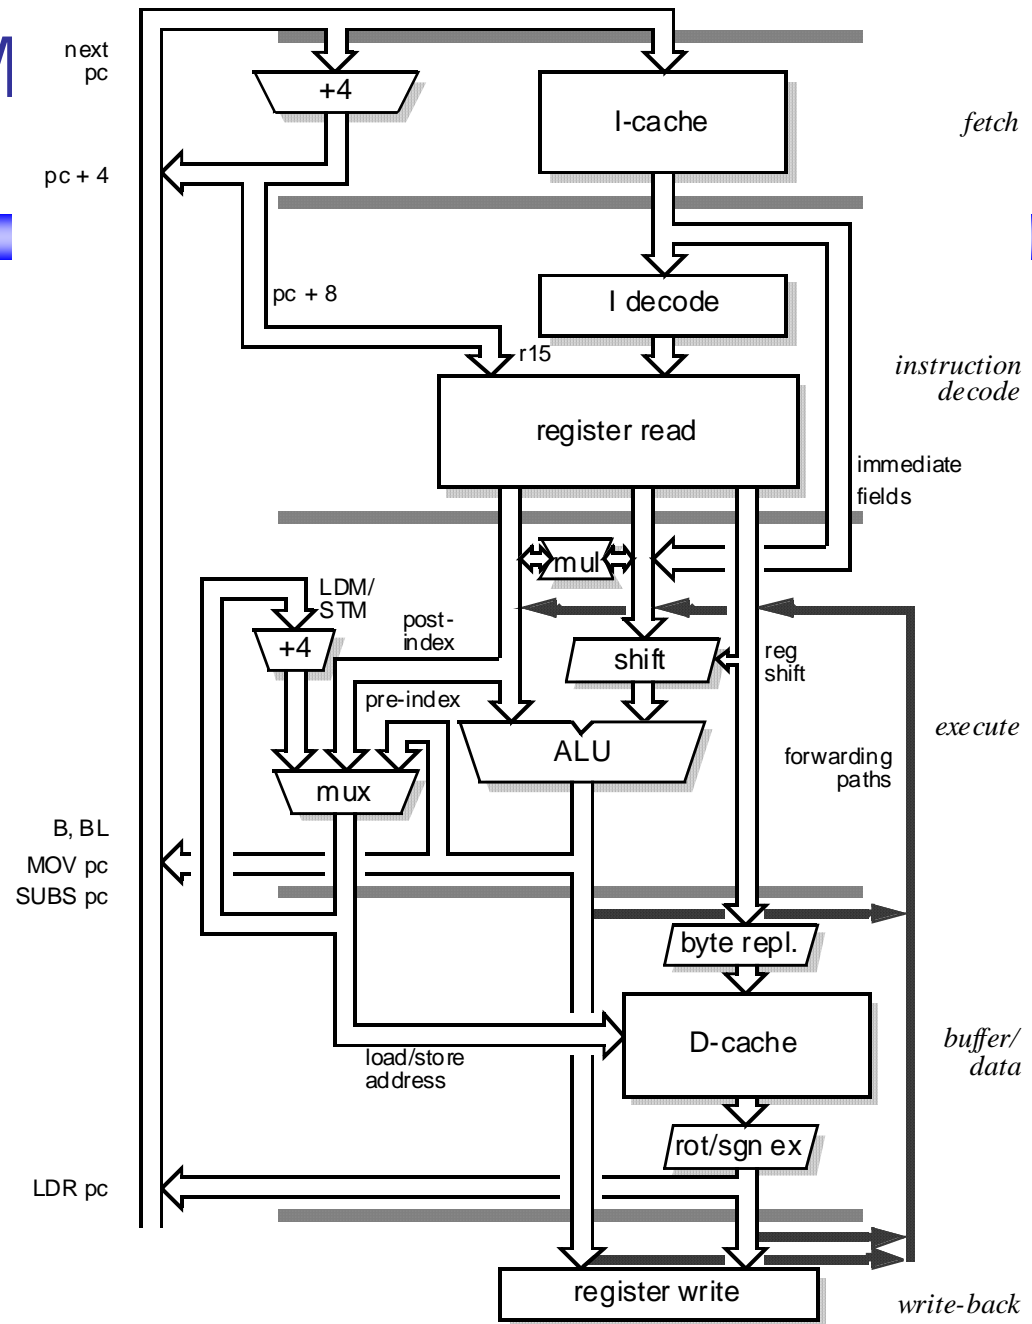 M
next
pc
+4
I-cache
fetch
pc + 4
pc + 8
I decode
r15
instruction
decode
register read
immediate
fields
mul
LDM/
STM
post-
index
+4
shift
reg
shift
pre-index
ALU
execute
forwarding
paths
mux
B, BL
MOV pc
SUBS pc
byte repl.
D-cache
buffer/
data
load/store
address
rot/sgn ex
LDR pc
register write
write-back